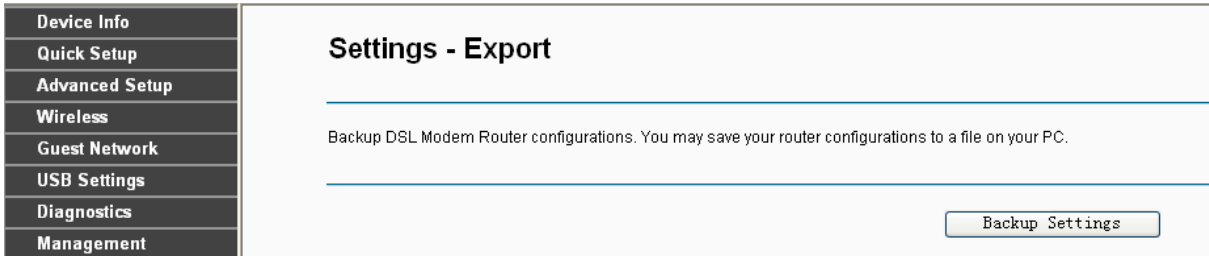 Device Info
Quick Setup
Advanced Setup
Wireless
Guest Network
USB Settings
Diagnostics
Management
Settings - Export
Backup DSL Modem Router configurations. You may save your router configurations to a file on your PC.
Backup Settings